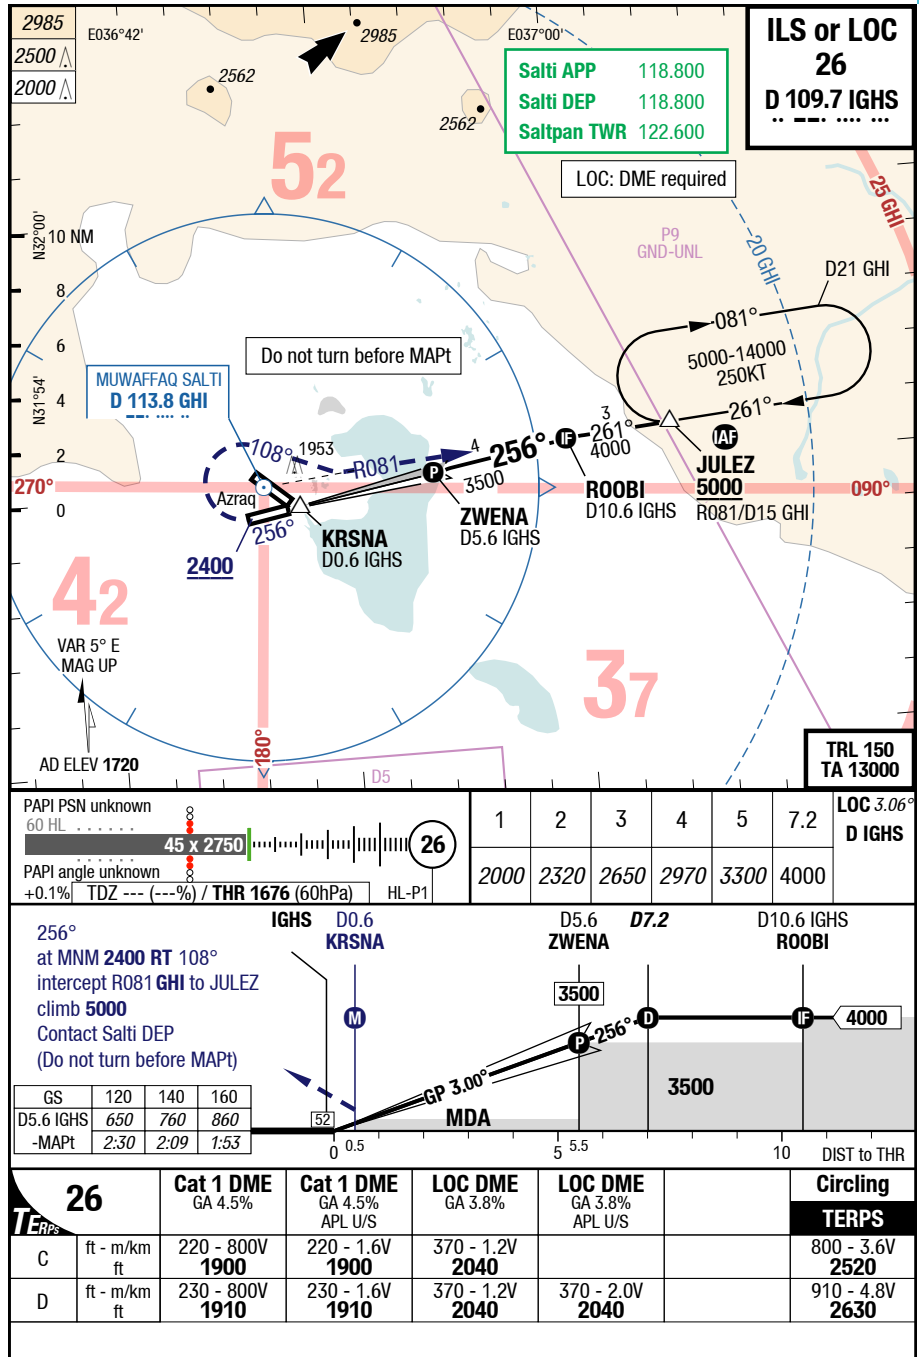 2985
2500
2000
E036°42'
2985
E037°00'
2562
2562
ILS or LOC
26
D 109.7 IGHS
Salti APP 118.800
Salti DEP 118.800
Saltpan TWR 122.600
LOC: DME required
52
25 GHI
N32°00'
10 NM
P9
GND-UNL
20 GHI
D21 GHI
8
081°
6
Do not turn before MAPt
5000-14000
250KT
MUWAFFAQ SALTI
D 113.8 GHI
N31°54'
4
261°
3
261°
4000
IF
IAF
108°
1953
4
256°
R081
2
P
3500
JULEZ
5000
R081/D15 GHI
270°
090°
Azraq
ROOBI
D10.6 IGHS
0
ZWENA
D5.6 IGHS
256°
KRSNA
D0.6 IGHS
2400
42
VAR 5° E
MAG UP
37
180°
AD ELEV 1720
D5
TRL 150
TA 13000
PAPI PSN unknown
60 HL
45 x 2750
26
PAPI angle unknown
+0.1% TDZ --- (---%) / THR 1676 (60hPa) HL-P1
1 2 3 4 5 7.2 LOC 3.06°
D IGHS
2000 2320 2650 2970 3300 4000
IGHS D0.6 D5.6 D7.2 D10.6 IGHS
KRSNA ZWENA ROOBI
256°
at MNM 2400 RT 108°
intercept R081 GHI to JULEZ
climb 5000
Contact Salti DEP
(Do not turn before MAPt)
3500
M
D
IF
4000
256°
P
GP 3.00°
3500
MDA
52
GS 120 140 160
D5.6 IGHS 650 760 860
-MAPt 2:30 2:09 1:53
0 0.5 5 5.5 10 DIST to THR
TERPs 26
Cat 1 DME
GA 4.5%
Cat 1 DME
GA 4.5%
APL U/S
LOC DME
GA 3.8%
LOC DME
GA 3.8%
APL U/S
Circling
TERPS
C ft - m/km 220 - 800V 220 - 1.6V 370 - 1.2V 800 - 3.6V
ft 1900 1900 2040 2520
D ft - m/km 230 - 800V 230 - 1.6V 370 - 1.2V 370 - 2.0V 910 - 4.8V
ft 1910 1910 2040 2040 2630